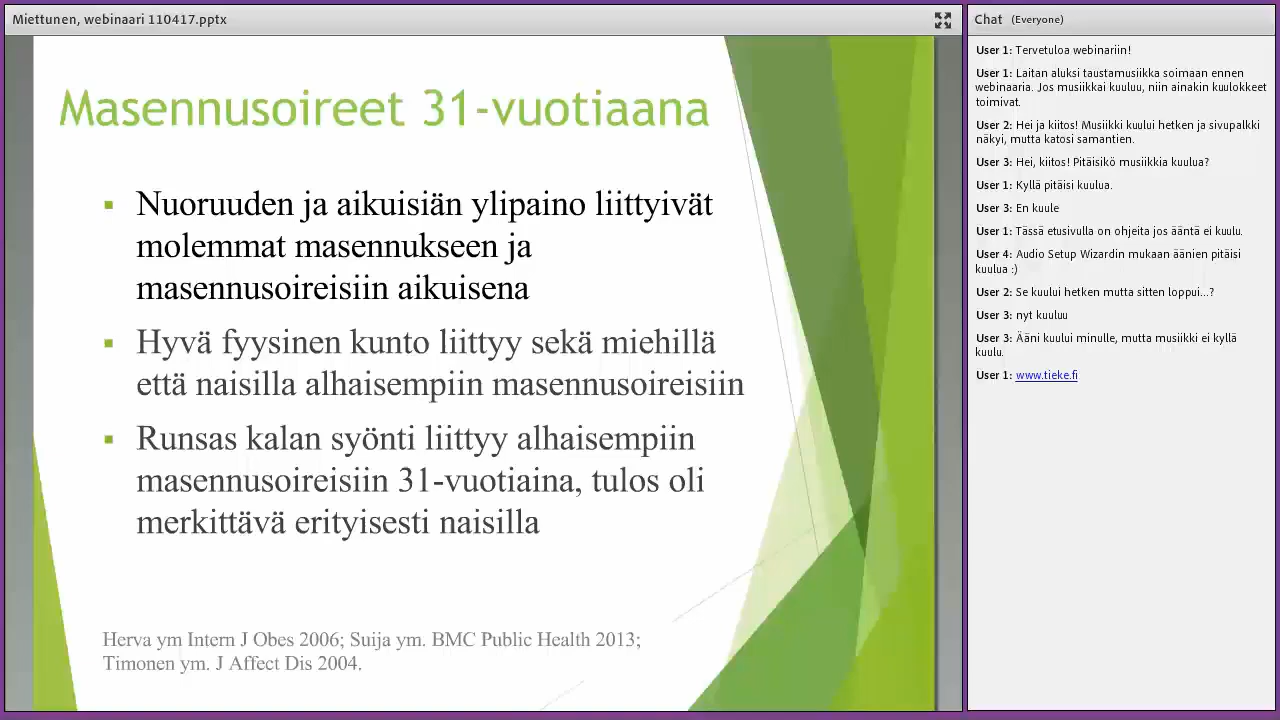 Miettunen, webinaari 110417.pptx
Masennusoireet 31-vuotiaana
Nuoruuden ja aikuisiän ylipaino liittyivät
molemmat masennukseen ja
masennusoireisiin aikuisena
Hyvä fyysinen kunto liittyy sekä miehillä
että naisilla alhaisempiin masennusoireisiin
Runsas kalan syönti liittyy alhaisempiin
masennusoireisiin 31-vuotiaina, tulos oli
merkittävä erityisesti naisilla
Herva ym Intern J Obes 2006; Suija ym. BMC Public Health 2013;
Timonen ym. J Affect Dis 2004.
Chat (Everyone)
User 1: Tervetuloa webinariin!
User 1: Laitan aluksi taustamusiikka soimaan ennen
webinaaria. Jos musiikkai kuuluu, niin ainakin kuulokkeet
toimivat.
User 2: Hei ja kiitos! Musiikki kuului hetken ja sivupalkki
näkyi, mutta katosi samantien.
User 3: Hei, kiitos! Pitäisikö musiikkia kuulua?
User 1: Kyllä pitäisi kuulua.
User 3: En kuule
User 1: Tässä etusivulla on ohjeita jos ääntä ei kuulu.
User 4: Audio Setup Wizardin mukaan äänien pitäisi
kuulua :)
User 2: Se kuului hetken mutta sitten loppui...?
User 3: nyt kuuluu
User 3: Ääni kuului minulle, mutta musiikki ei kyllä
kuulu.
User 1: www.tieke.fi